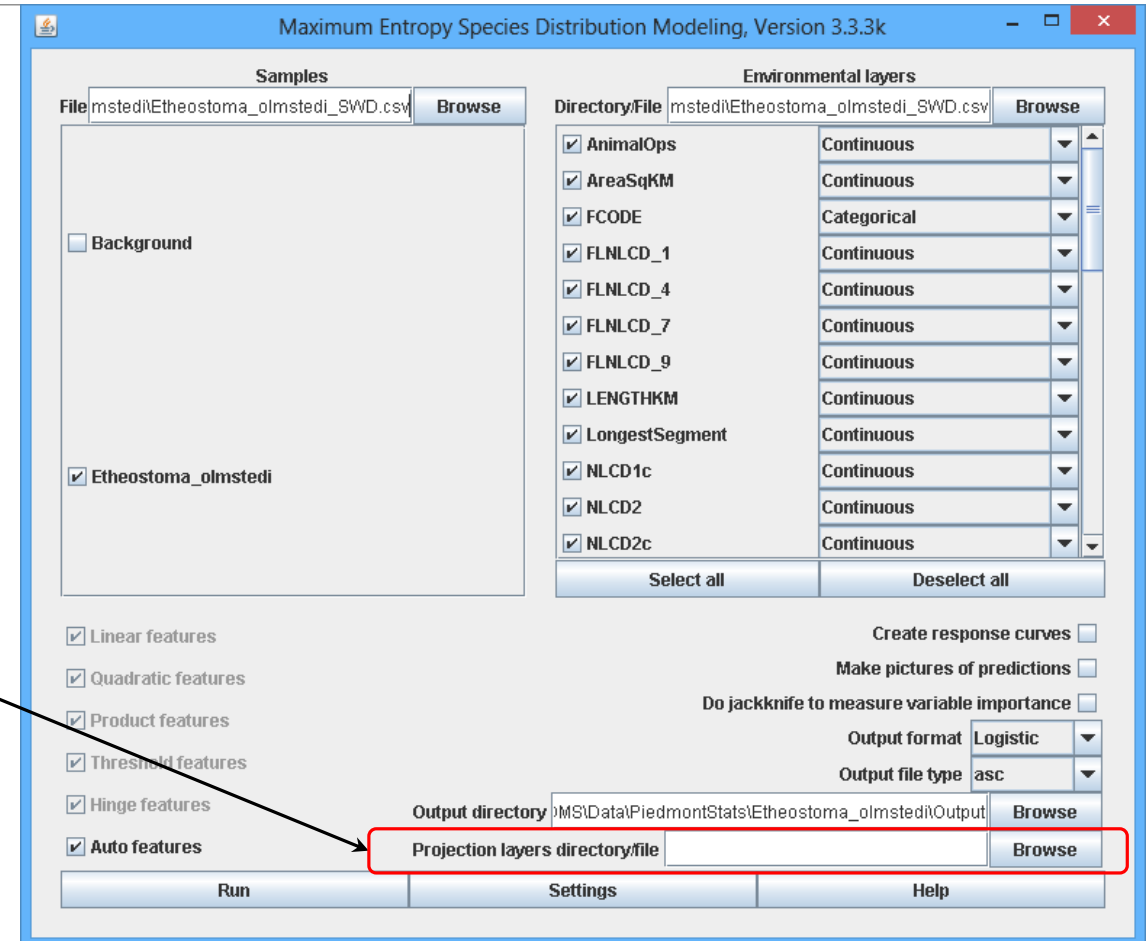 Maximum Entropy Species Distribution Modeling, Version 3.3.3k
Samples
File mstedi\Etheostoma_olmstedi_SWD.csv Browse
Background
Etheostoma_olmstedi
Environmental layers
Directory/File mstedi\Etheostoma_olmstedi_SWD.csv Browse
AnimalOps Continuous
AreaSqKM Continuous
FCODE Categorical
FLNLCD_1 Continuous
FLNLCD_4 Continuous
FLNLCD_7 Continuous
FLNLCD_9 Continuous
LENGTHKM Continuous
LongestSegment Continuous
NLCD1c Continuous
NLCD2 Continuous
NLCD2c Continuous
Select all Deselect all
Linear features
Quadratic features
Product features
Threshold features
Hinge features
Auto features
Create response curves
Make pictures of predictions
Do jackknife to measure variable importance
Output format Logistic
Output file type asc
Output directory MS\Data\PiedmontStats\Etheostoma_olmstedi\Output Browse
Projection layers directory/file Browse
Run Settings Help